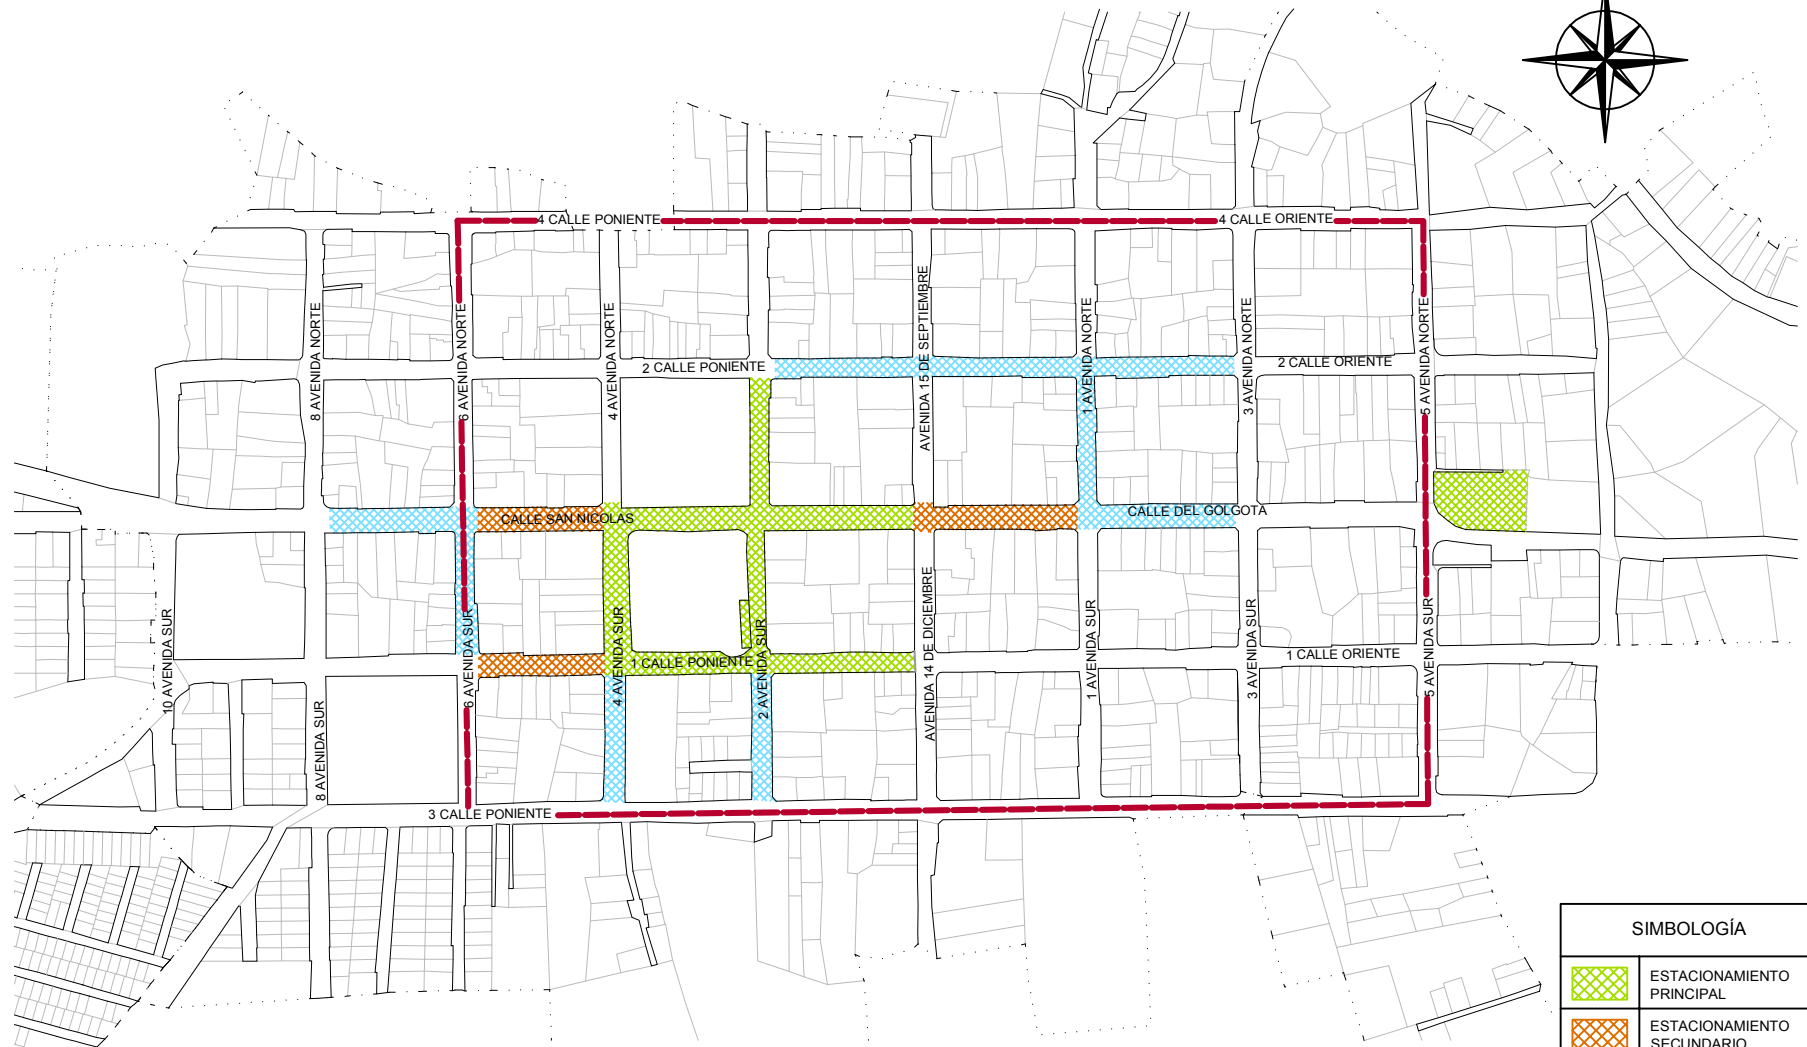 4 CALLE PONIENTE
4 CALLE ORIENTE
8 AVENIDA NORTE
6 AVENIDA NORTE
4 AVENIDA NORTE
AVENIDA 15 DE SEPTIEMBRE
1 AVENIDA NORTE
3 AVENIDA NORTE
5 AVENIDA NORTE
2 CALLE PONIENTE
2 CALLE ORIENTE
CALLE SAN NICOLAS
CALLE DEL GOLGOTA
10 AVENIDA SUR
8 AVENIDA SUR
6 AVENIDA SUR
4 AVENIDA SUR
2 AVENIDA SUR
AVENIDA 14 DE DICIEMBRE
1 AVENIDA SUR
3 AVENIDA SUR
5 AVENIDA SUR
1 CALLE PONIENTE
1 CALLE ORIENTE
3 CALLE PONIENTE
SIMBOLOGÍA
ESTACIONAMIENTO
PRINCIPAL
ESTACIONAMIENTO
SECUNDARIO